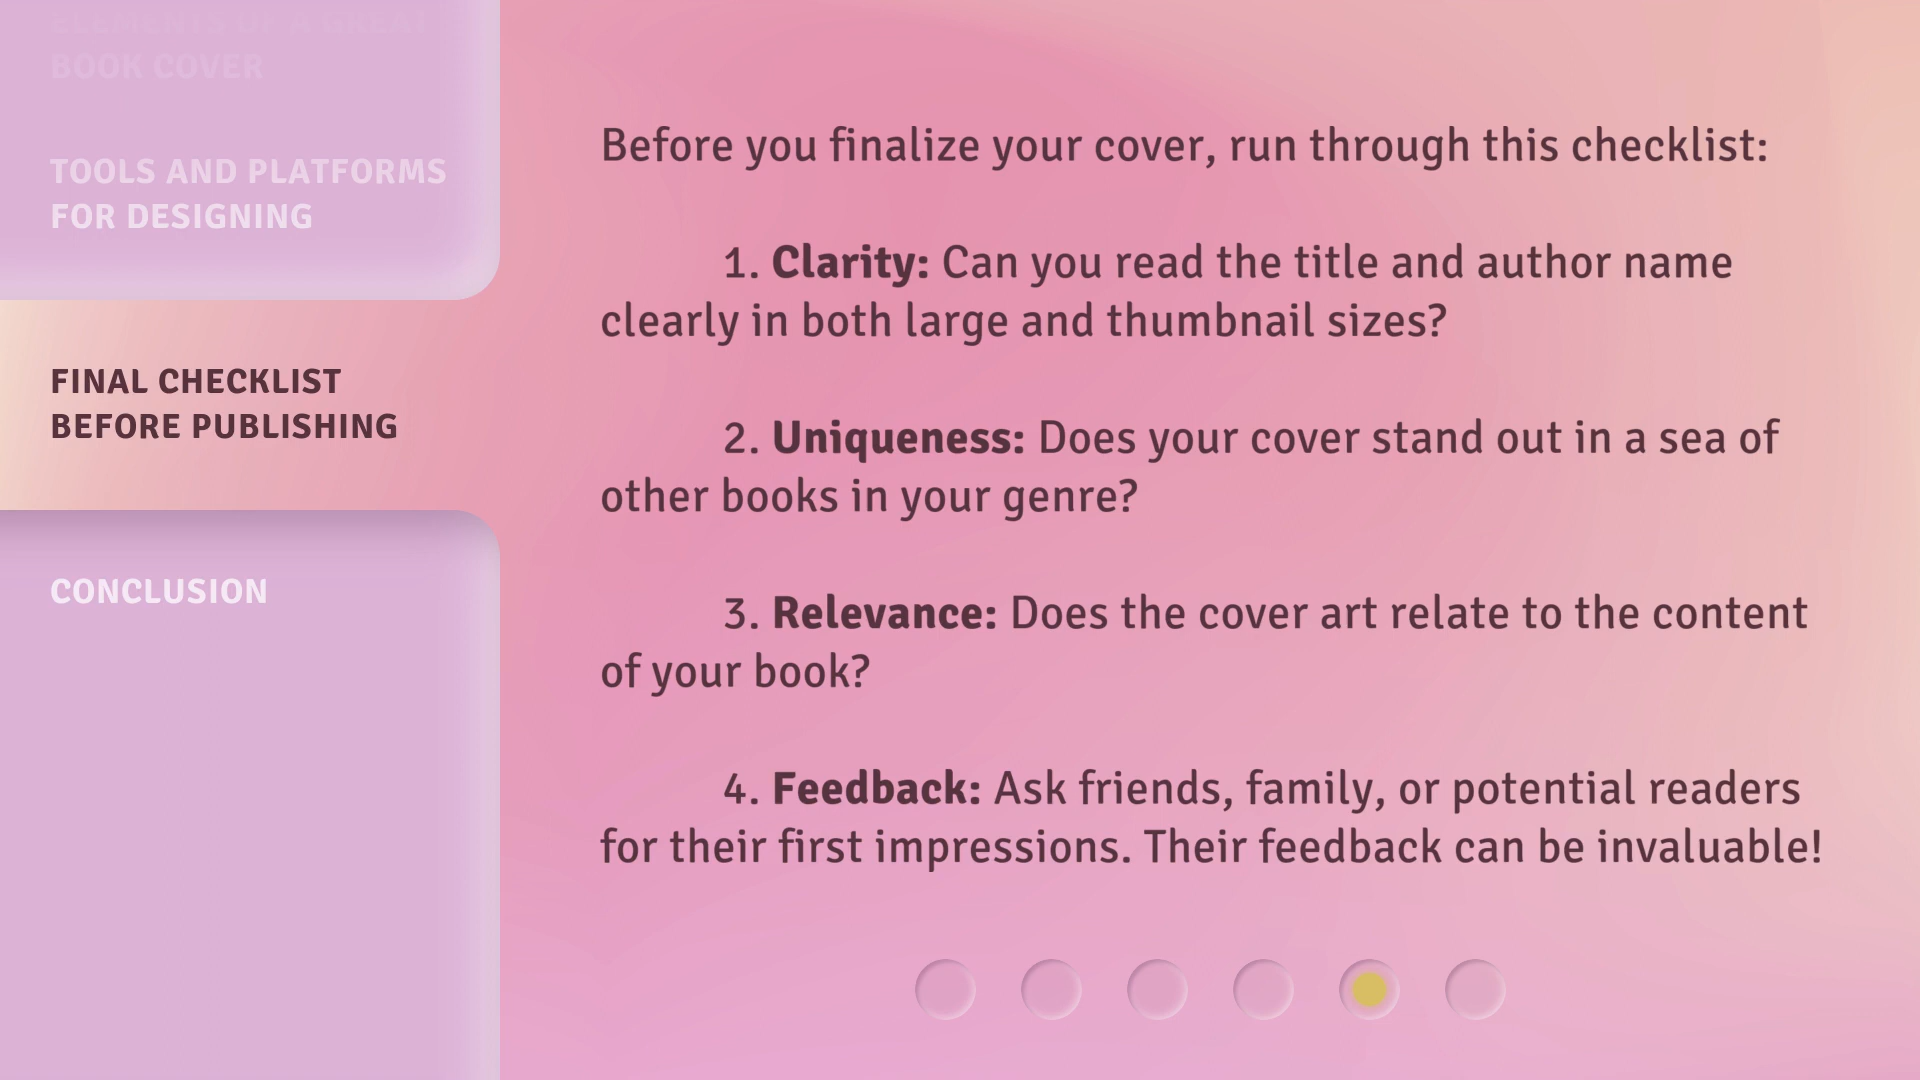 ELEMENTS OF A GREAT
BOOK COVER
TOOLS AND PLATFORMS
FOR DESIGNING
FINAL CHECKLIST
BEFORE PUBLISHING
CONCLUSION
Before you finalize your cover, run through this checklist:
1. Clarity: Can you read the title and author name
clearly in both large and thumbnail sizes?
2. Uniqueness: Does your cover stand out in a sea of
other books in your genre?
3. Relevance: Does the cover art relate to the content
of your book?
4. Feedback: Ask friends, family, or potential readers
for their first impressions. Their feedback can be invaluable!